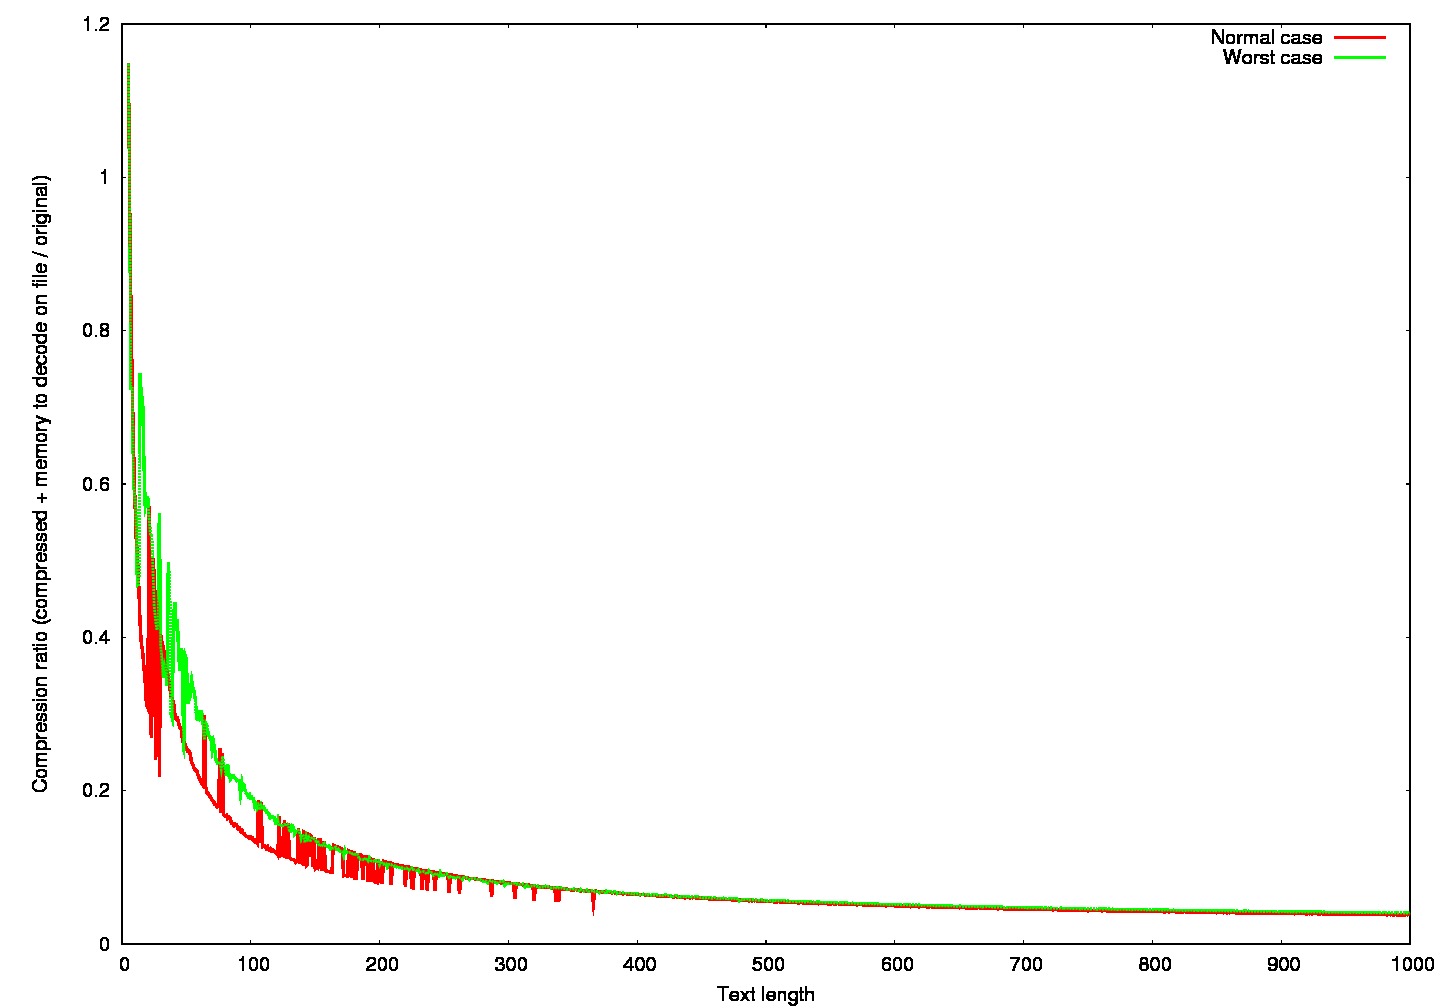 1.2
Normal case
Worst case
1
0.8
0.6
0.4
0.2
0
Compression ratio (compressed + memory to decode on file / original)
0 100 200 300 400 500 600 700 800 900 1000
Text length